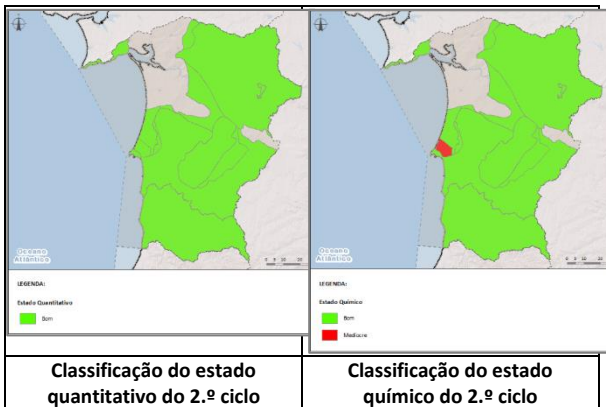 Oceano
Atlântico
LEGENDA:
Estado Quantitativo
Bom
Classificação do estado
quantitativo do 2.º ciclo
Oceano
Atlântico
LEGENDA:
Estado Químico
Bom
Medíocre
Classificação do estado
químico do 2.º ciclo